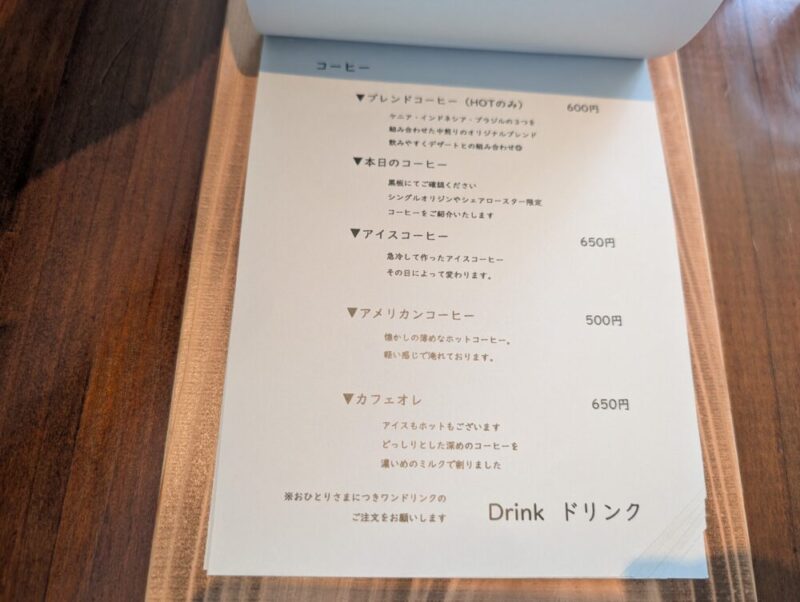 コーヒー
▼ブレンドコーヒー（HOTのみ） 600円
ケニア・インドネシア・ブラジルの３つを
組み合わせた中煎りのオリジナルブレンド
飲みやすくデザートとの組み合わせ◎
▼本日のコーヒー
黒板にてご確認ください
シングルオリジンやシェアロースター限定
コーヒーをご紹介いたします
▼アイスコーヒー 650円
急冷して作ったアイスコーヒー
その日によって変わります。
▼アメリカンコーヒー 500円
懐かしの薄めなホットコーヒー。
軽い感じで淹れております。
▼カフェオレ 650円
アイスもホットもございます
どっしりとした深めのコーヒーを
濃いめのミルクで割りました
※おひとりさまにつきワンドリンクの
ご注文をお願いします
Drink ドリンク